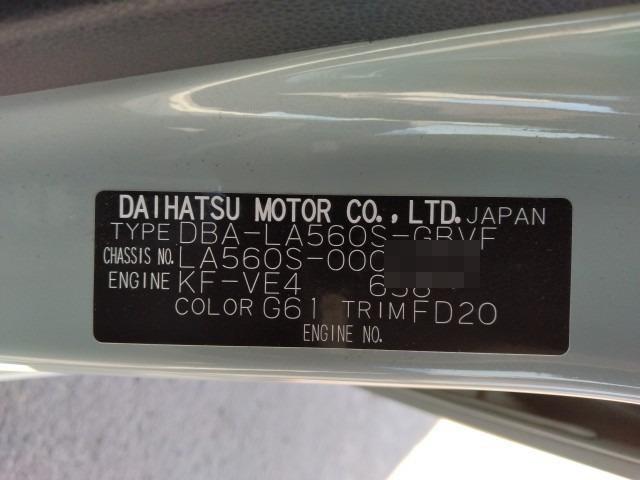 DAIHATSU MOTOR CO., LTD. JAPAN
TYPE DBA-LA560S-GBVF
CHASSIS NO. LA560S-000
ENGINE KF-VE4 658
COLOR G61 TRIM FD20
ENGINE NO.